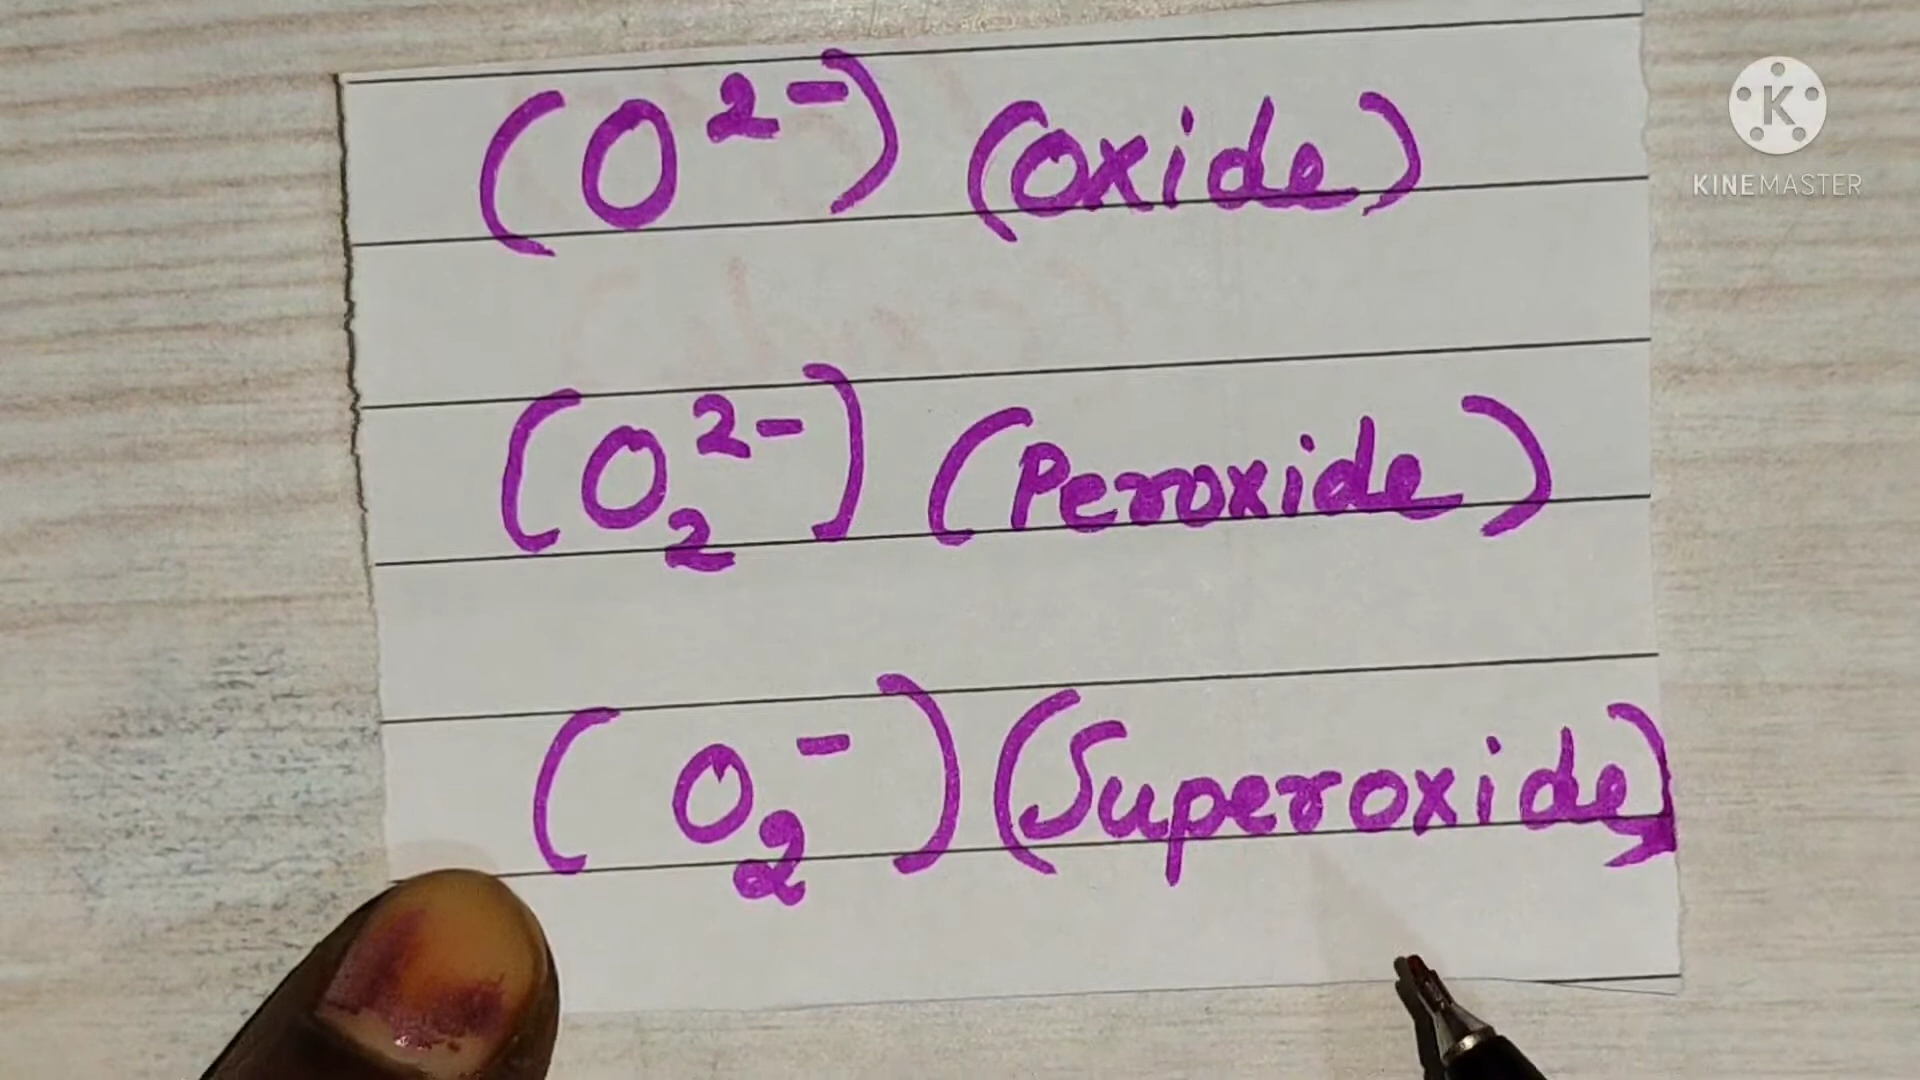 (O²⁻) (Oxide)
K
KINEMASTER
(O₂²⁻) (Peroxide)
(O₂⁻) (Superoxide)